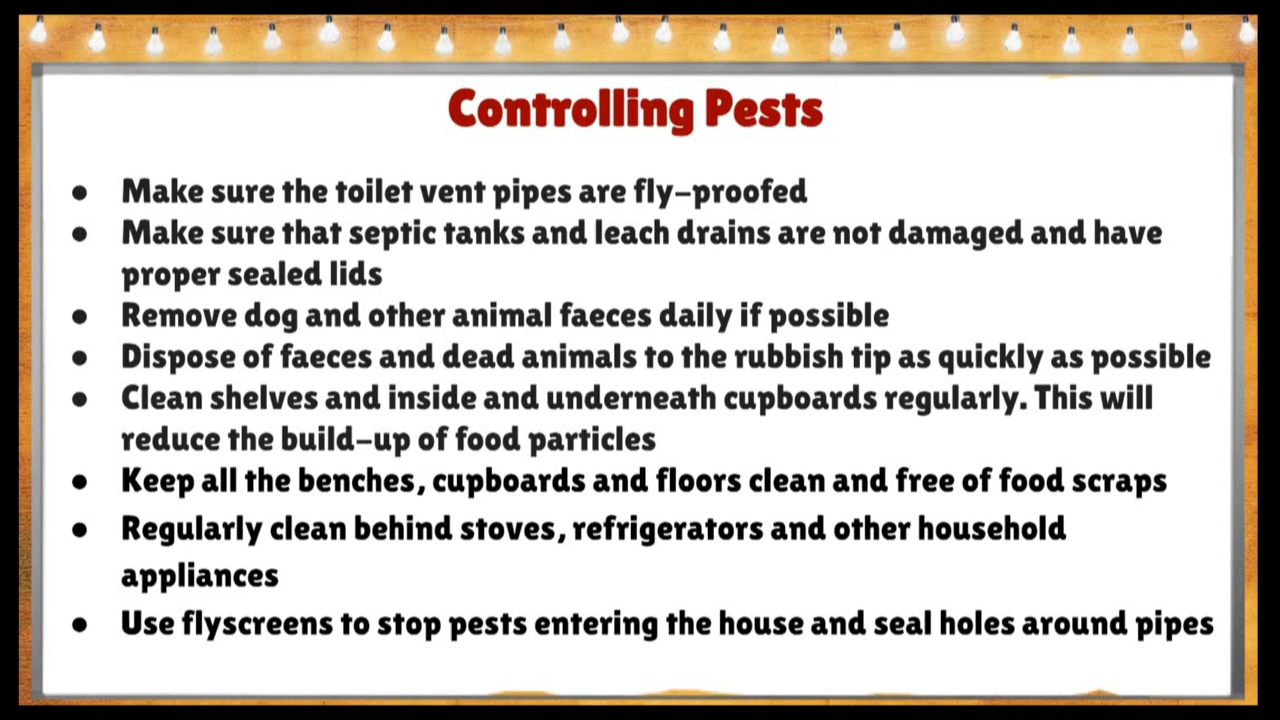 Controlling Pests
● Make sure the toilet vent pipes are fly-proofed
● Make sure that septic tanks and leach drains are not damaged and have
proper sealed lids
● Remove dog and other animal faeces daily if possible
● Dispose of faeces and dead animals to the rubbish tip as quickly as possible
● Clean shelves and inside and underneath cupboards regularly. This will
reduce the build-up of food particles
● Keep all the benches, cupboards and floors clean and free of food scraps
● Regularly clean behind stoves, refrigerators and other household
appliances
● Use flyscreens to stop pests entering the house and seal holes around pipes